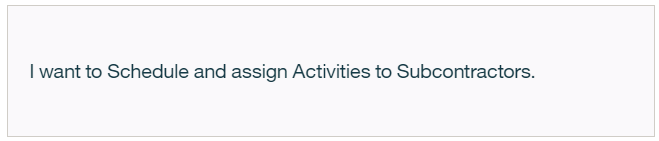 I want to Schedule and assign Activities to Subcontractors.